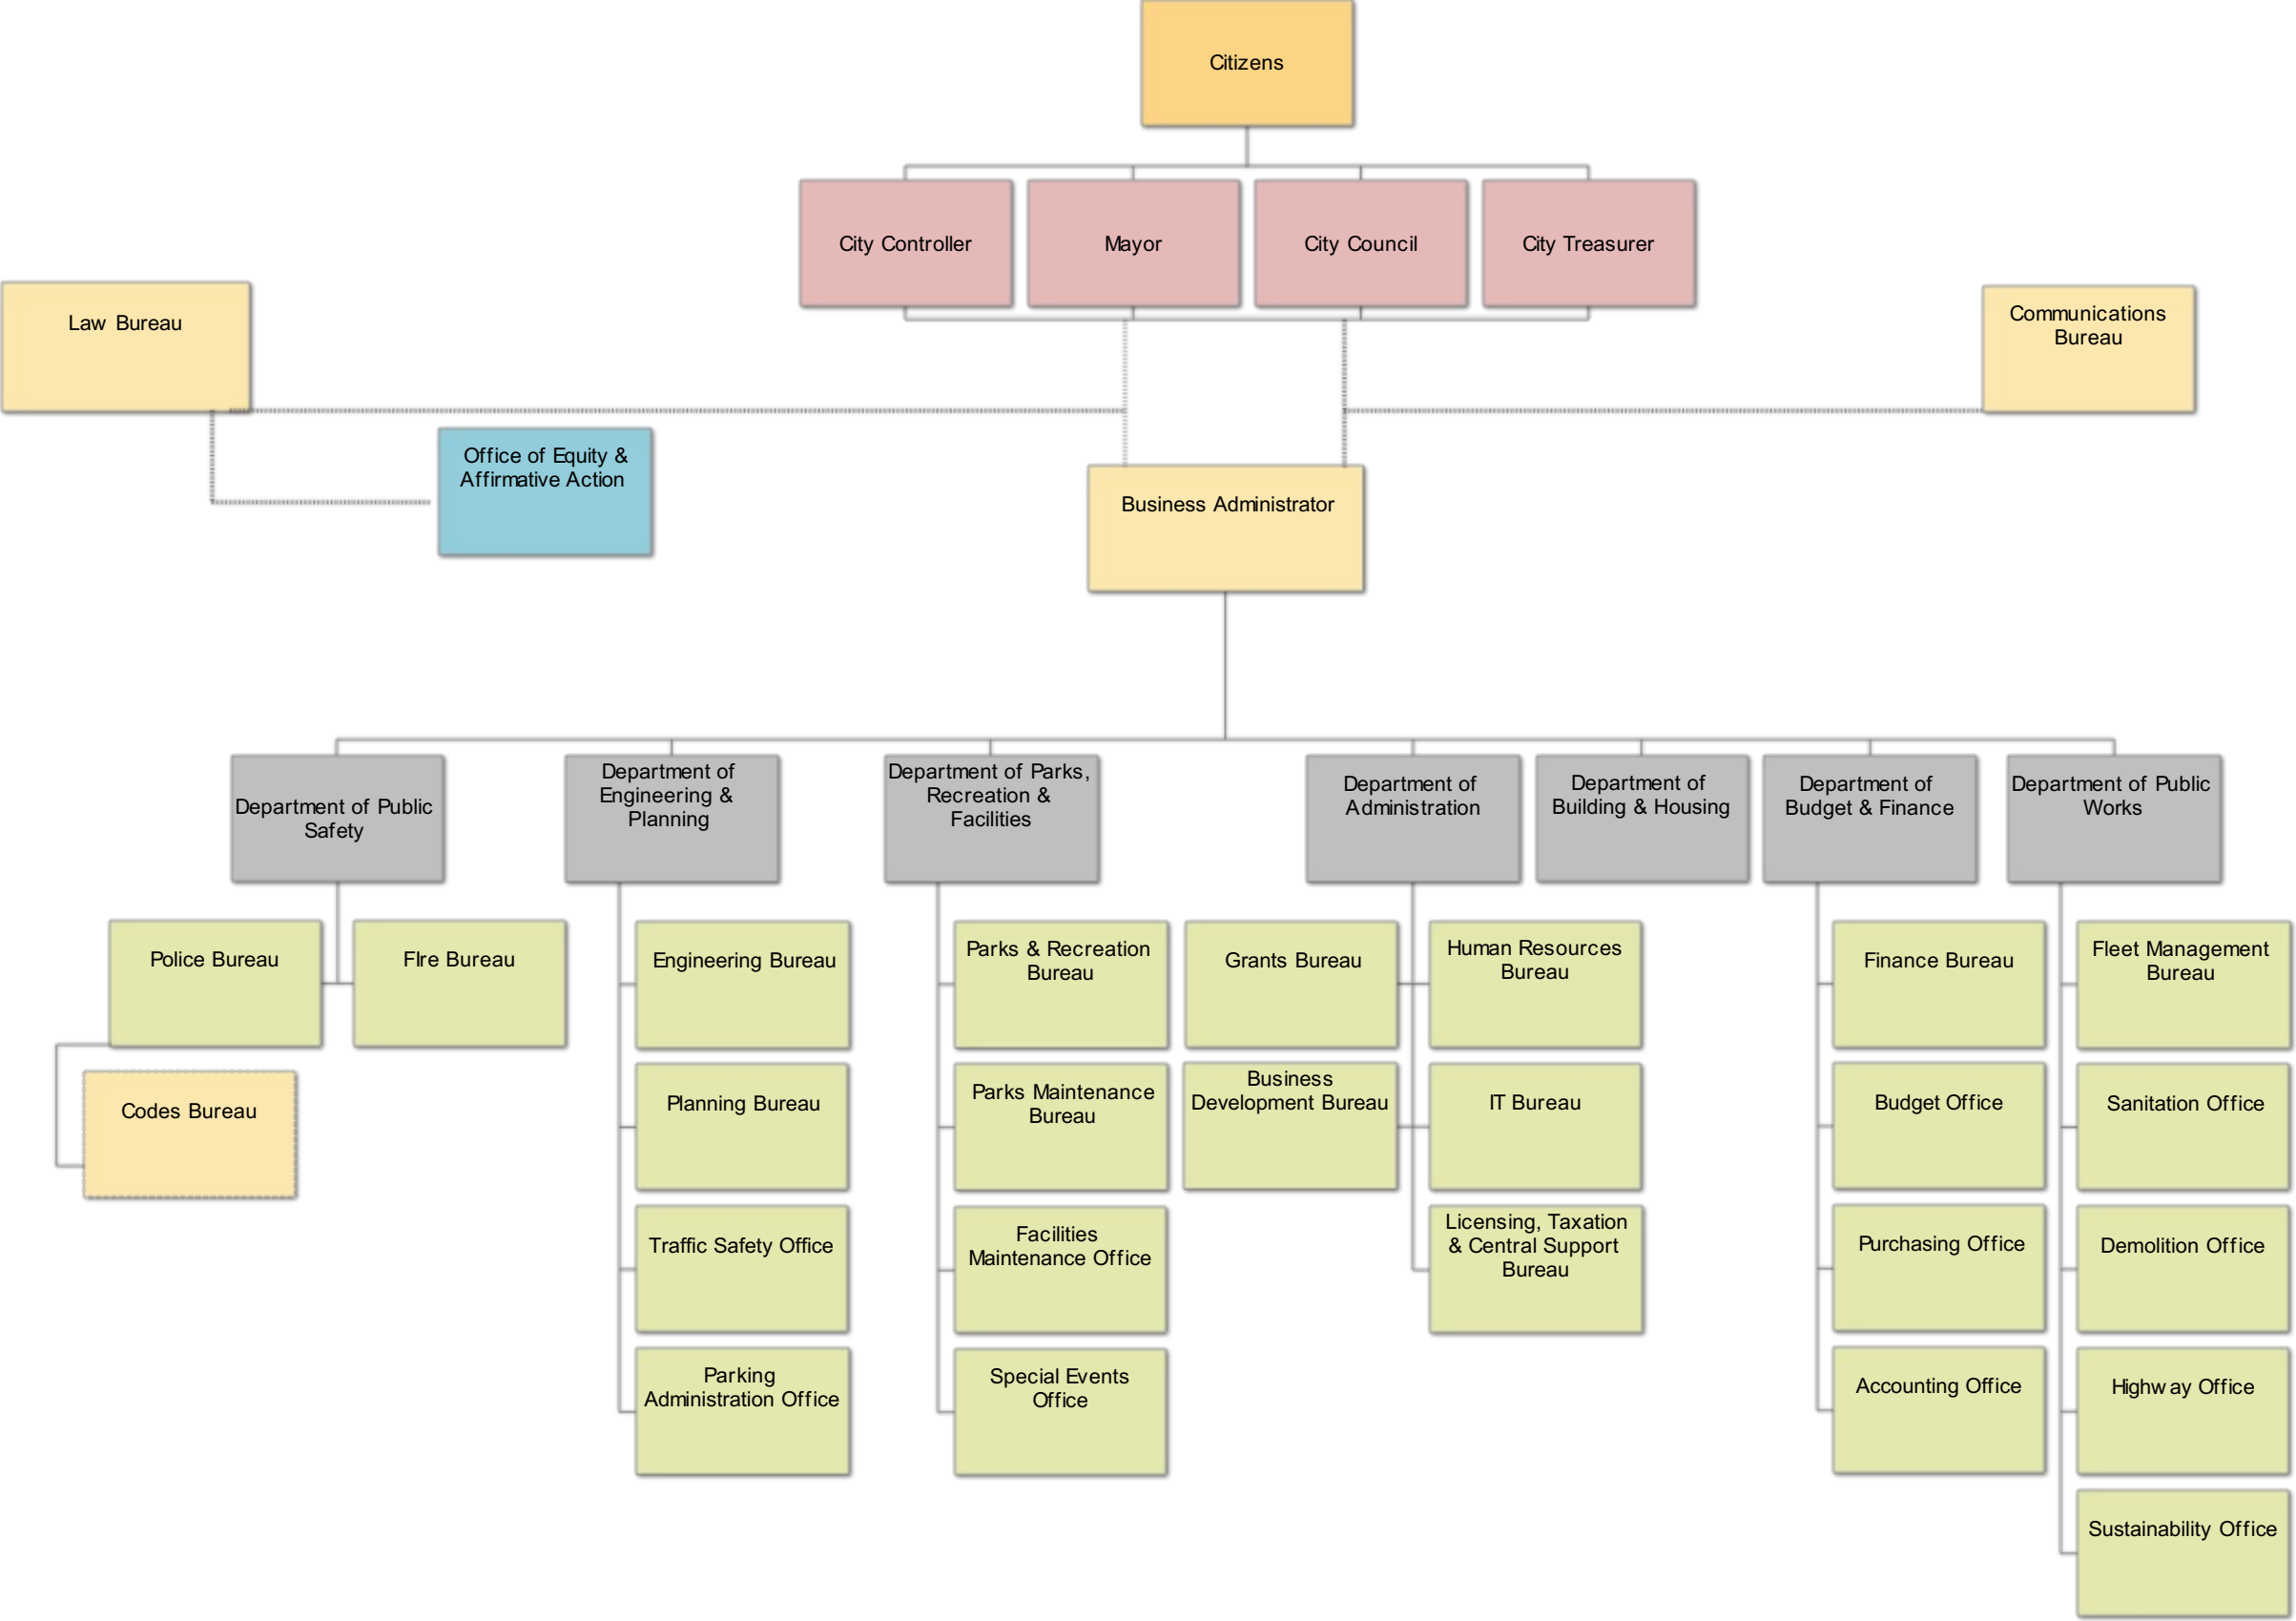 Citizens
City Controller
Mayor
City Council
City Treasurer
Law Bureau
Communications
Bureau
Office of Equity &
Affirmative Action
Business Administrator
Department of Public
Safety
Department of
Engineering &
Planning
Department of Parks,
Recreation &
Facilities
Department of
Administration
Department of
Building & Housing
Department of
Budget & Finance
Department of Public
Works
Police Bureau
FIre Bureau
Codes Bureau
Engineering Bureau
Planning Bureau
Traffic Safety Office
Parking
Administration Office
Parks & Recreation
Bureau
Parks Maintenance
Bureau
Facilities
Maintenance Office
Special Events
Office
Grants Bureau
Business
Development Bureau
Human Resources
Bureau
IT Bureau
Licensing, Taxation
& Central Support
Bureau
Finance Bureau
Budget Office
Purchasing Office
Accounting Office
Fleet Management
Bureau
Sanitation Office
Demolition Office
Highway Office
Sustainability Office